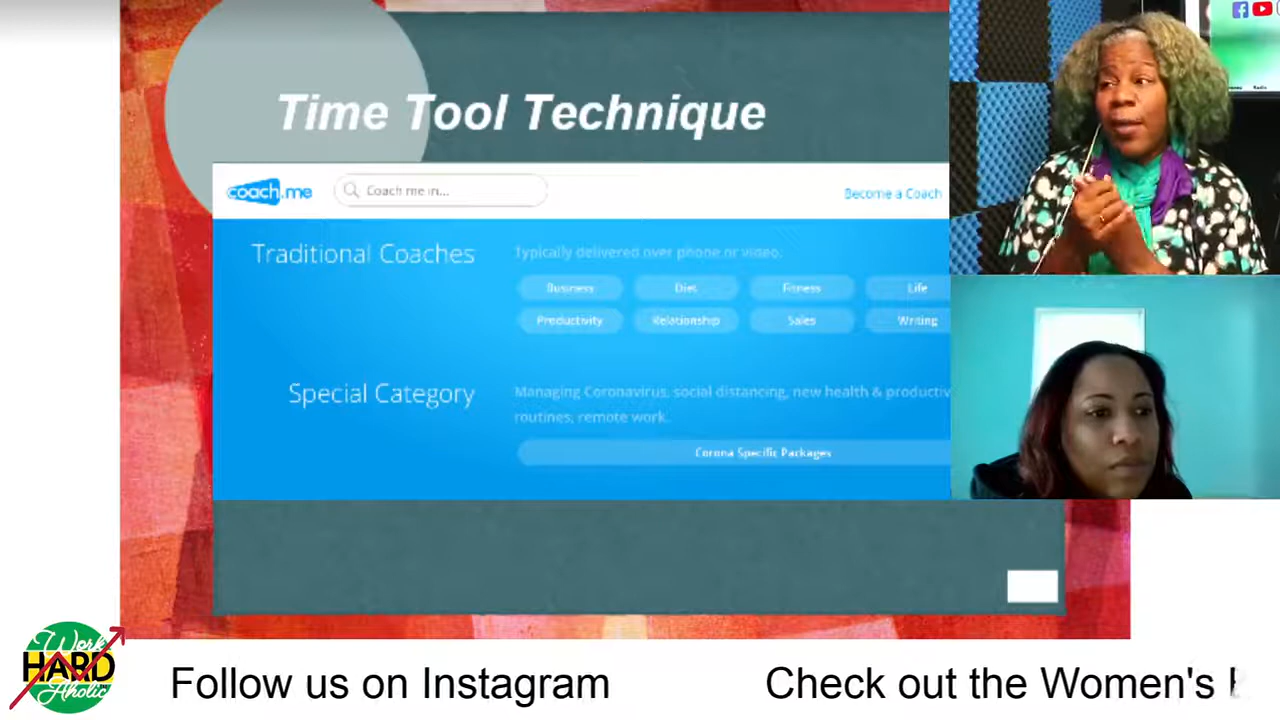 Time Tool Technique
coach.me
Coach me in...
Become a Coach
Traditional Coaches
Typically delivered over phone or video.
Business
Diet
Fitness
Life
Productivity
Relationship
Sales
Writing
Special Category
Managing Coronavirus, social distancing, new health & productiv
routines, remote work.
Corona Specific Packages
Work
HARD
Aholic
Follow us on Instagram
Check out the Women's